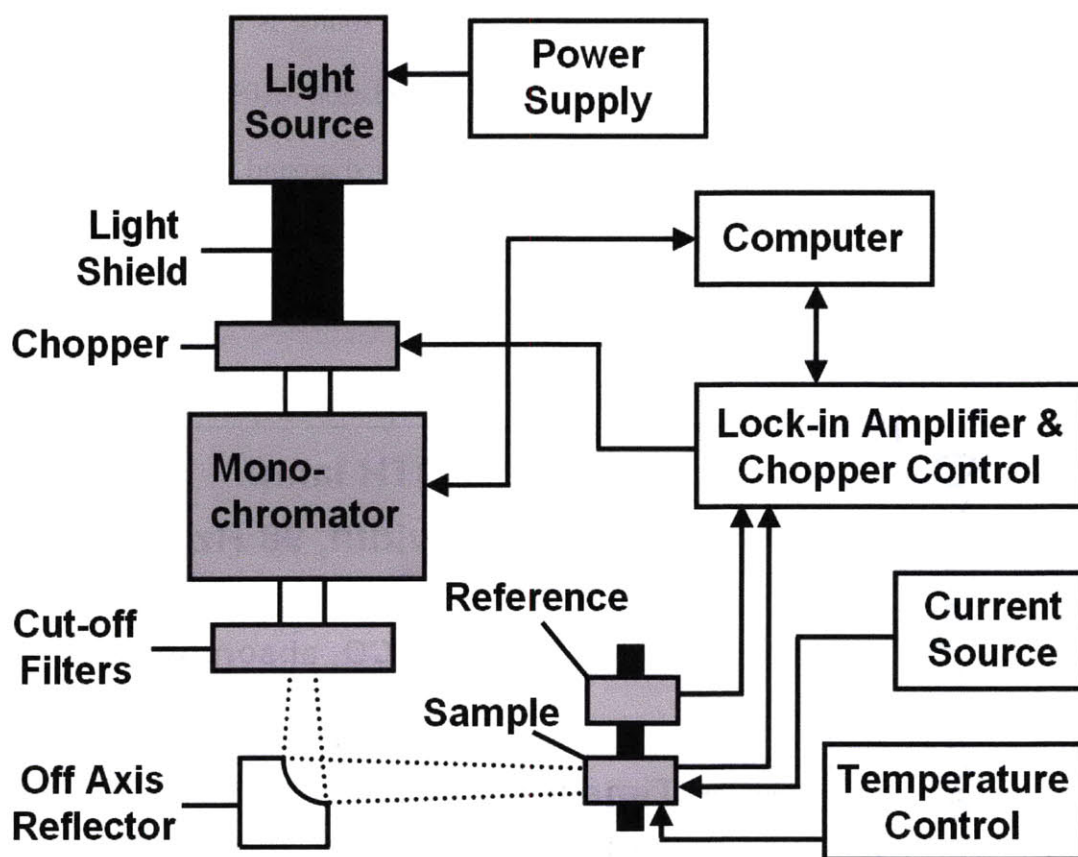 Light
Source
Power
Supply
Light
Shield
Computer
Chopper
Lock-in Amplifier &
Chopper Control
Mono-
chromator
Reference
Current
Source
Cut-off
Filters
Sample
Off Axis
Reflector
Temperature
Control